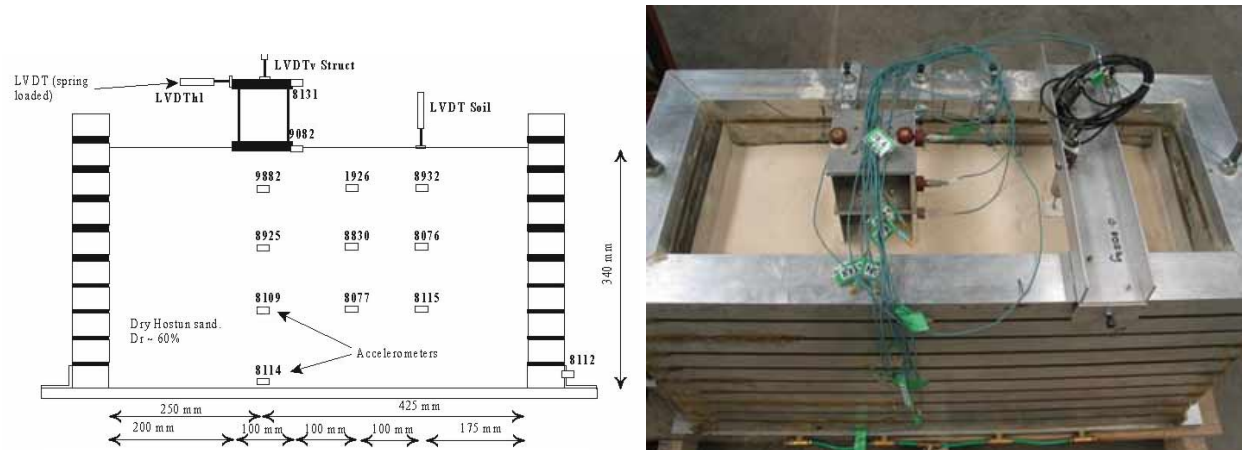 LVDTv Struct
LVDT (spring
loaded)
LVDThl
8131
LVDT Soil
9082
9882 1926 8932
8925 8830 8076
340 mm
8109 8077 8115
Dry Hostun sand.
Dr ~ 60%
Accelerometers
8114
8112
250 mm 425 mm
200 mm 100 mm 100 mm 100 mm 175 mm